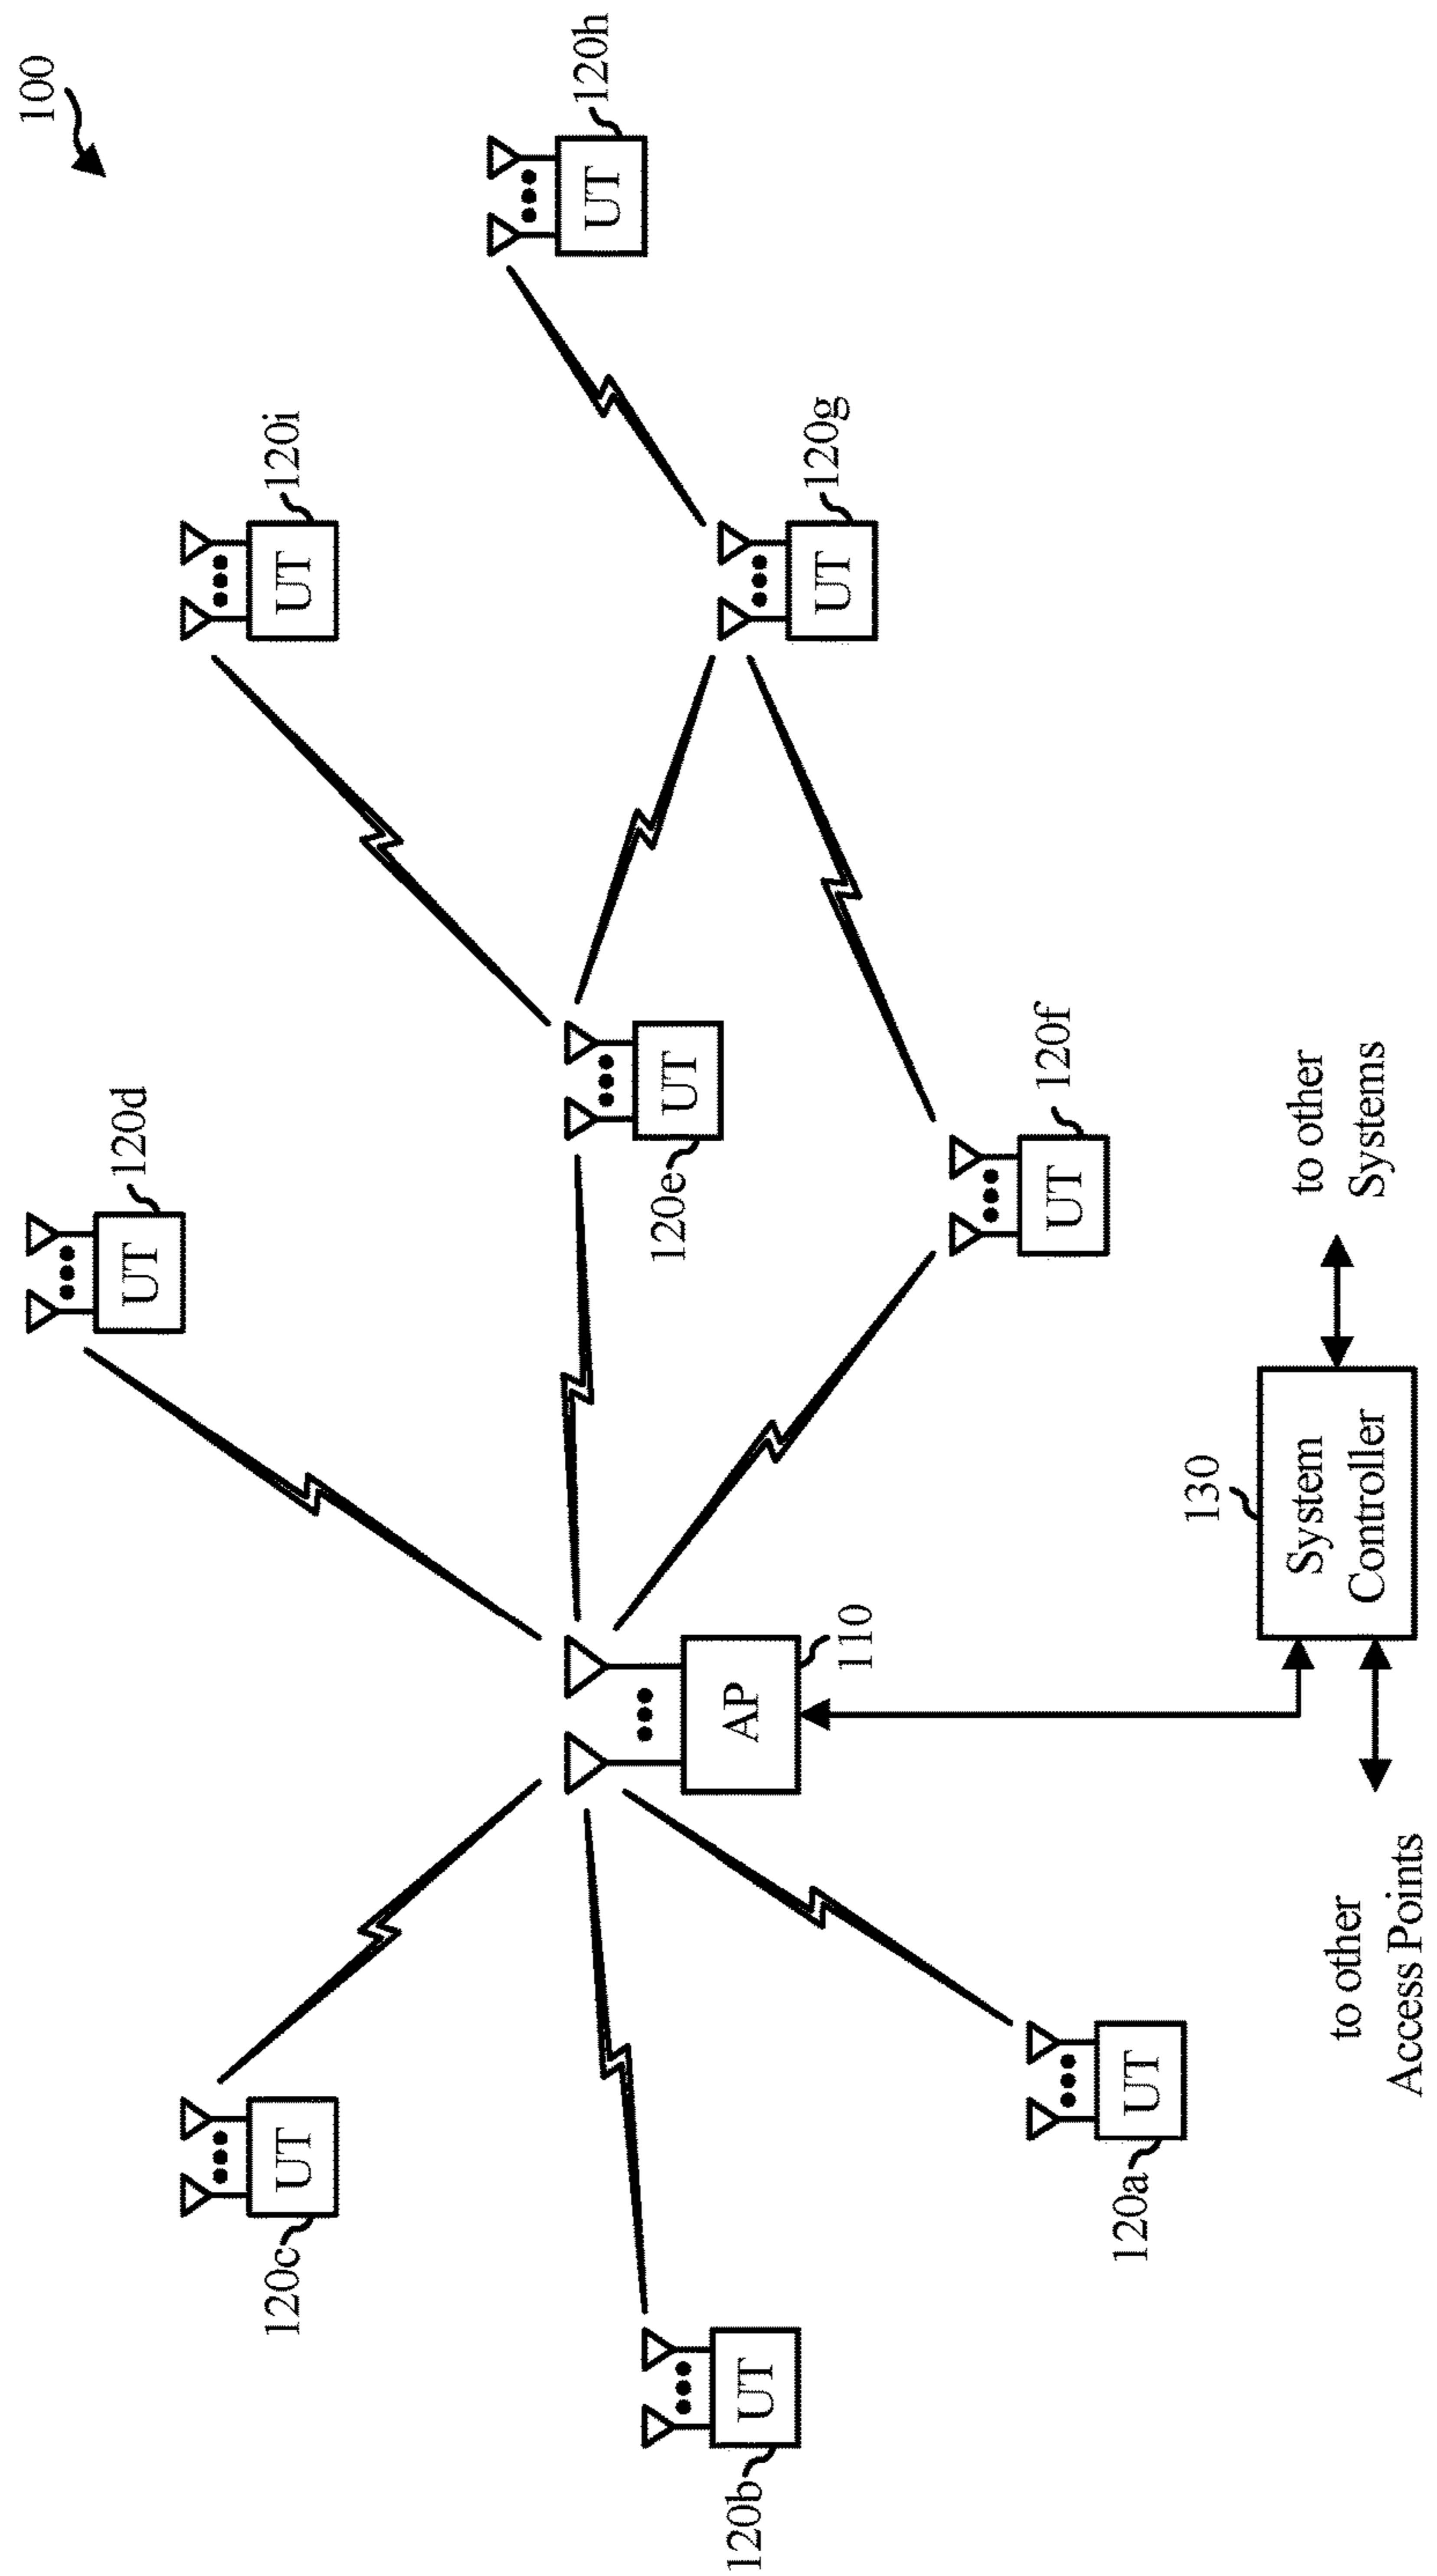 100
120d
UT
120i
UT
120c
UT
120h
UT
120e
UT
120b
UT
AP
110
120g
UT
120f
UT
120a
UT
130
System
Controller
to other
Systems
to other
Access Points